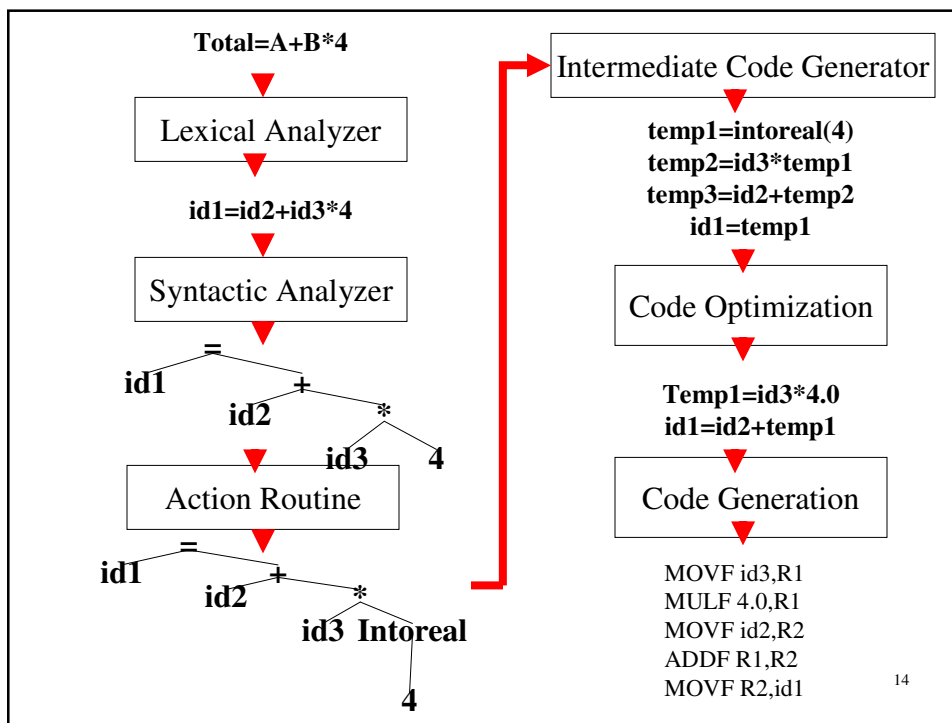 Total=A+B*4
Lexical Analyzer
id1=id2+id3*4
Syntactic Analyzer
=
id1
+
id2
*
id3 4
Action Routine
=
id1
+
id2
*
id3 Intoreal
4
Intermediate Code Generator
temp1=intoreal(4)
temp2=id3*temp1
temp3=id2+temp2
id1=temp1
Code Optimization
Temp1=id3*4.0
id1=id2+temp1
Code Generation
MOVF id3,R1
MULF 4.0,R1
MOVF id2,R2
ADDF R1,R2
MOVF R2,id1
14